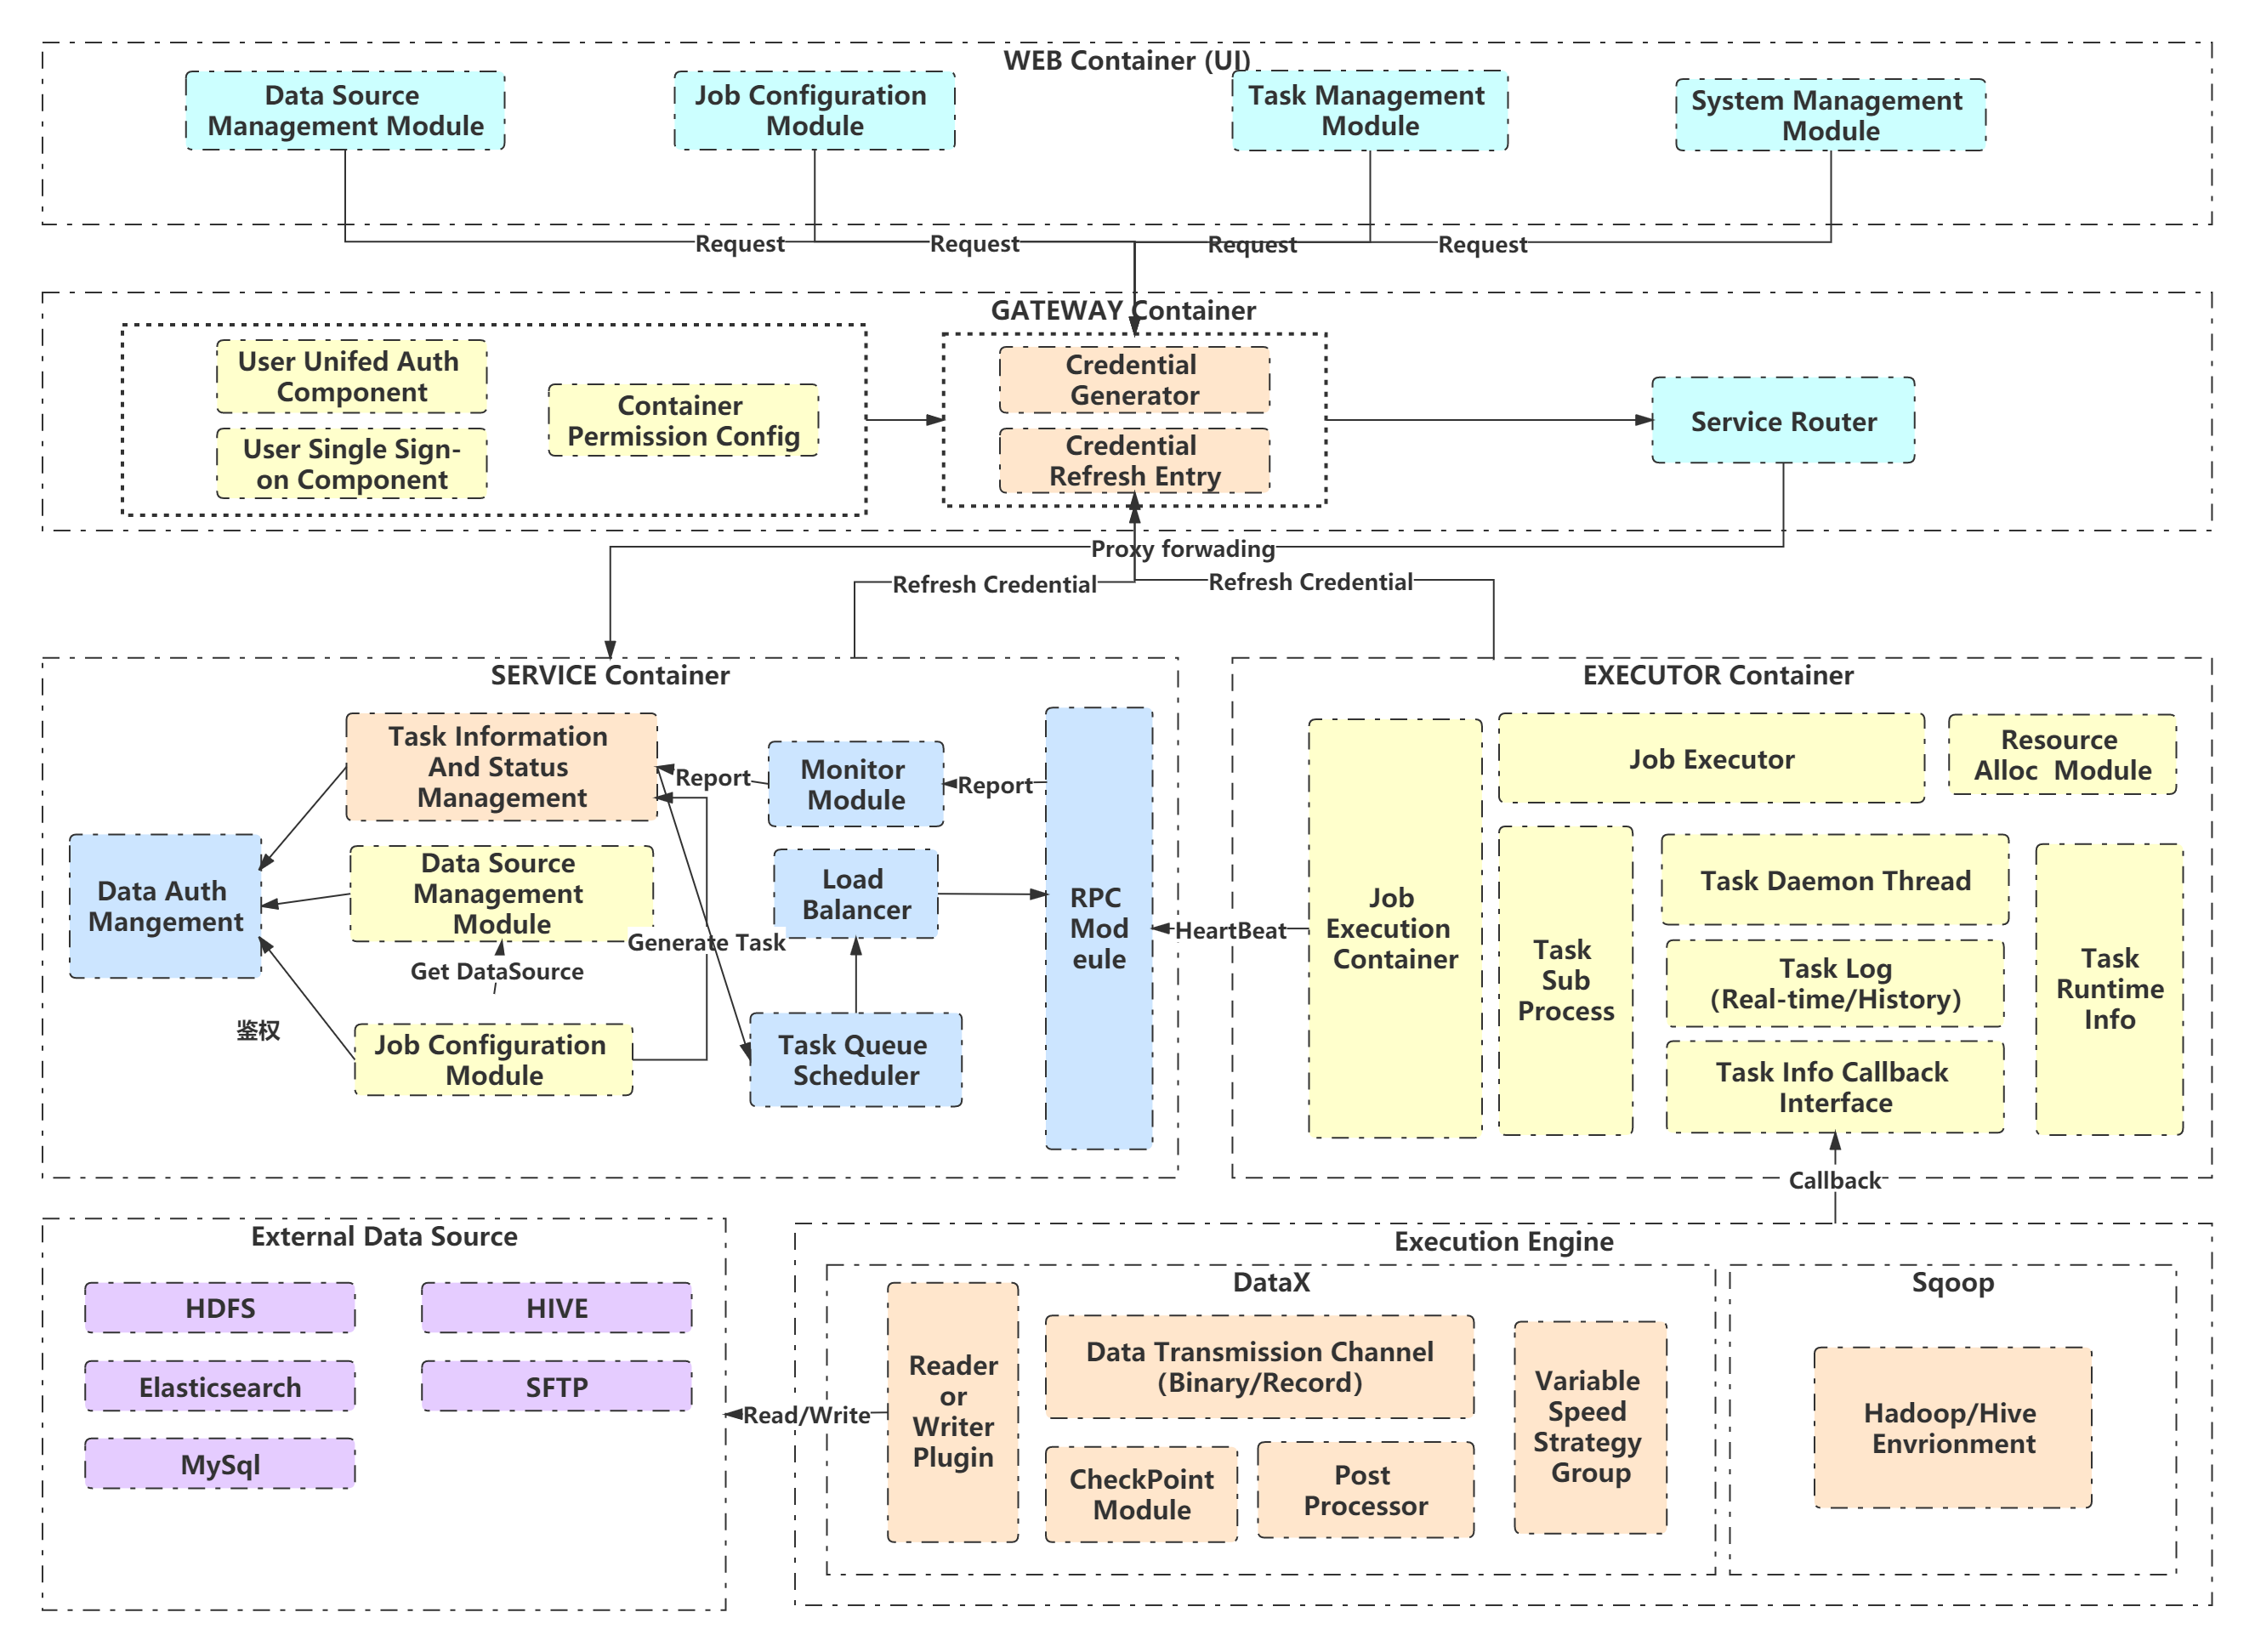 WEB Container (UI)
Data Source
Management Module
Job Configuration
Module
Task Management
Module
System Management
Module
Request
Request
Request
Request
GATEWAY Container
User Unifed Auth
Component
User Single Sign-
on Component
Container
Permission Config
Credential
Generator
Credential
Refresh Entry
Service Router
Proxy forwading
Refresh Credential
Refresh Credential
SERVICE Container
Task Information
And Status
Management
Report
Monitor
Module
Report
Data Auth
Mangement
Data Source
Management
Module
Load
Balancer
RPC
Mod
eule
Generate Task
Get DataSource
鉴权
Job Configuration
Module
Task Queue
Scheduler
HeartBeat
EXECUTOR Container
Job
Execution
Container
Job Executor
Resource
Alloc  Module
Task
Sub
Process
Task Daemon Thread
Task Log
(Real-time/History)
Task Info Callback
Interface
Task
Runtime
Info
Callback
External Data Source
HDFS
HIVE
Elasticsearch
SFTP
MySql
Read/Write
Execution Engine
DataX
Reader
or
Writer
Plugin
Data Transmission Channel
(Binary/Record)
CheckPoint
Module
Post
Processor
Variable
Speed
Strategy
Group
Sqoop
Hadoop/Hive
Envrionment